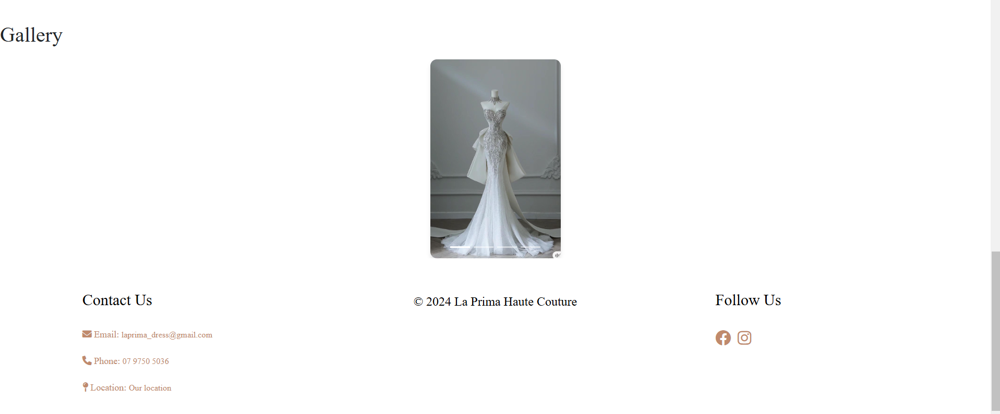 Gallery
Contact Us
Email: laprima_dress@gmail.com
Phone: 07 9750 5036
Location: Our location
© 2024 La Prima Haute Couture
Follow Us